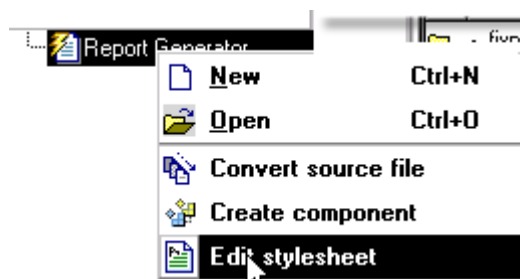 Report Generator
New Ctrl+N
Open Ctrl+O
Convert source file
Create component
Edit stylesheet